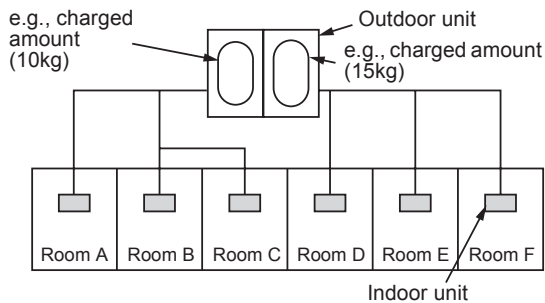 e.g., charged
amount
(10kg)
Outdoor unit
e.g., charged amount
(15kg)
Room A
Room B
Room C
Room D
Room E
Room F
Indoor unit